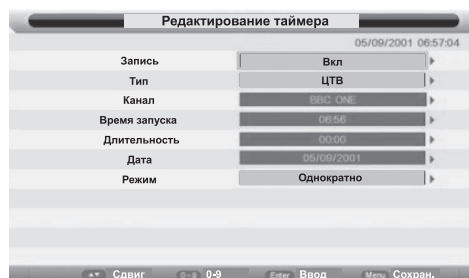 Редактирование таймера
05/09/2001 06:57:04
Запись Вкл
Тип ЦТВ
Канал BBC ONE
Время запуска 06:56
Длительность 00:00
Дата 05/09/2001
Режим Однократно
Сдвиг 0~9 0-9 Enter Ввод Menu Сохран.